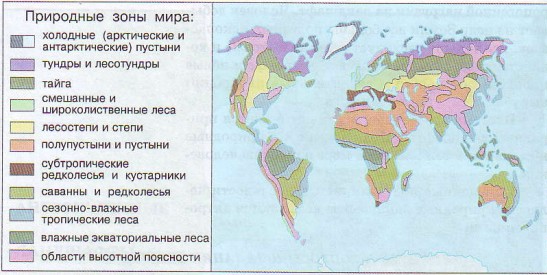 Природные зоны мира:
холодные (арктические и
антарктические) пустыни
тундры и лесотундры
тайга
смешанные и
широколиственные леса
лесостепи и степи
полупустыни и пустыни
субтропические
редколесья и кустарники
саванны и редколесья
сезонно-влажные
тропические леса
влажные экваториальные леса
области высотной поясности